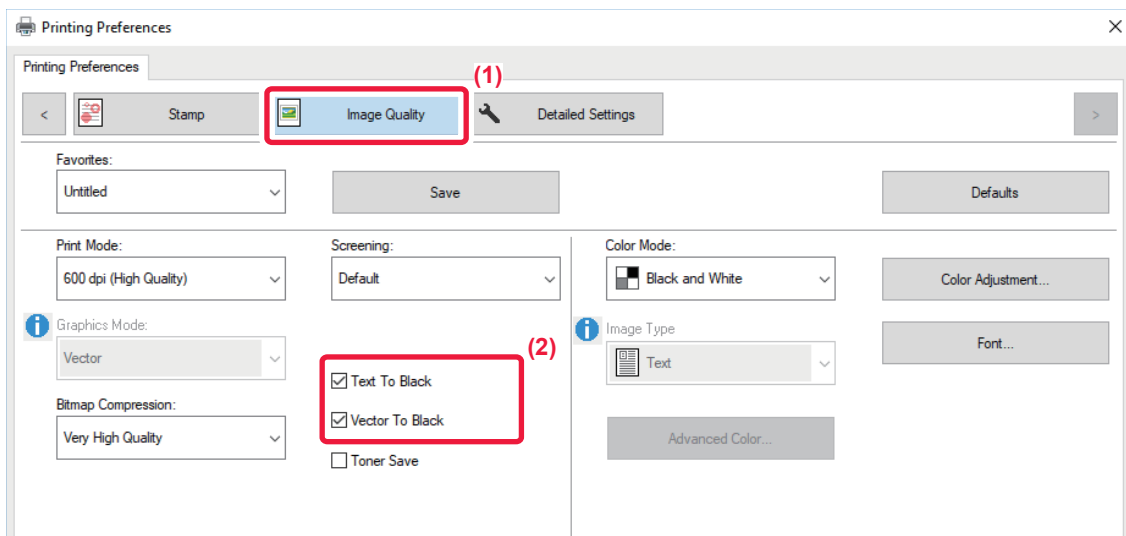 Printing Preferences
Printing Preferences
(1)
< Stamp Image Quality Detailed Settings >
Favorites:
Untitled Save Defaults
Print Mode: Screening: Color Mode:
600 dpi (High Quality) Default Black and White Color Adjustment...
Graphics Mode: Image Type
Vector (2) Text Font...
Text To Black
Bitmap Compression:
Vector To Black
Very High Quality Advanced Color...
Toner Save